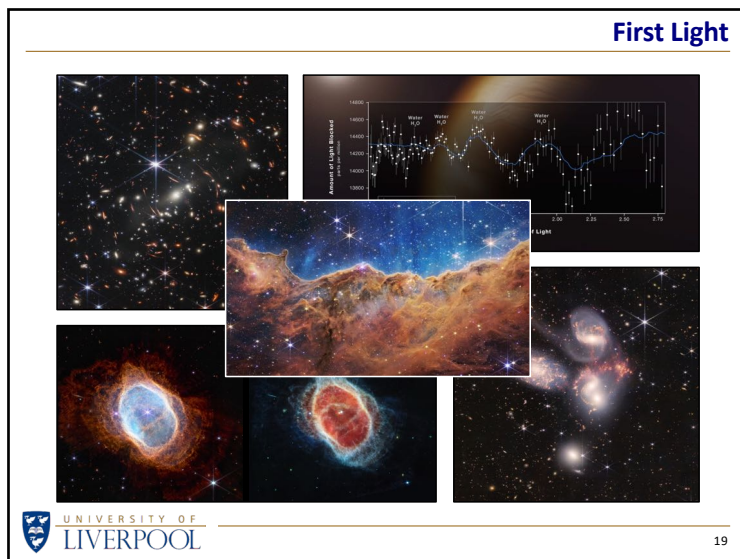 First Light
14600
14400
14200
14000
13800
Amount of Light Blocked
parts per million
Water
H₂O
Water
H₂O
Water
H₂O
Water
H₂O
2.00 2.25 2.50 2.75
of Light
UNIVERSITY OF
LIVERPOOL
19